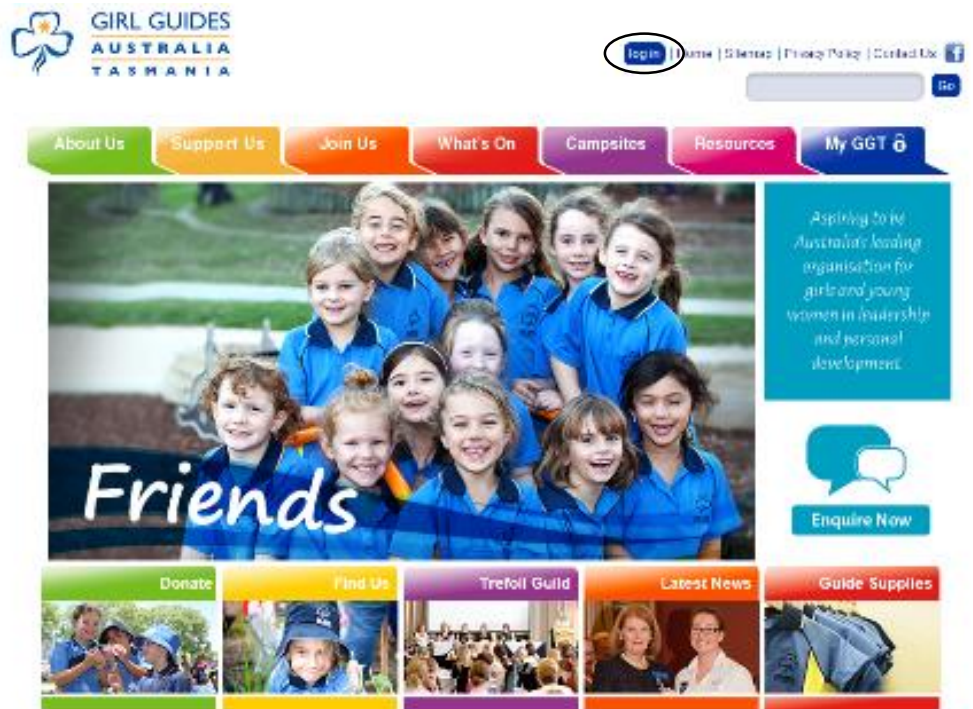 GIRL GUIDES
AUSTRALIA
TASMANIA
log in | Home | Sitemap | Privacy Policy | Contact Us
Go
About Us
Support Us
Join Us
What's On
Campsites
Resources
My GGT
Aspiring to be
Australia's leading
organisation for
girls and young
women in leadership
and personal
development.
Friends
Enquire Now
Donate
Find Us
Trefoil Guild
Latest News
Guide Supplies